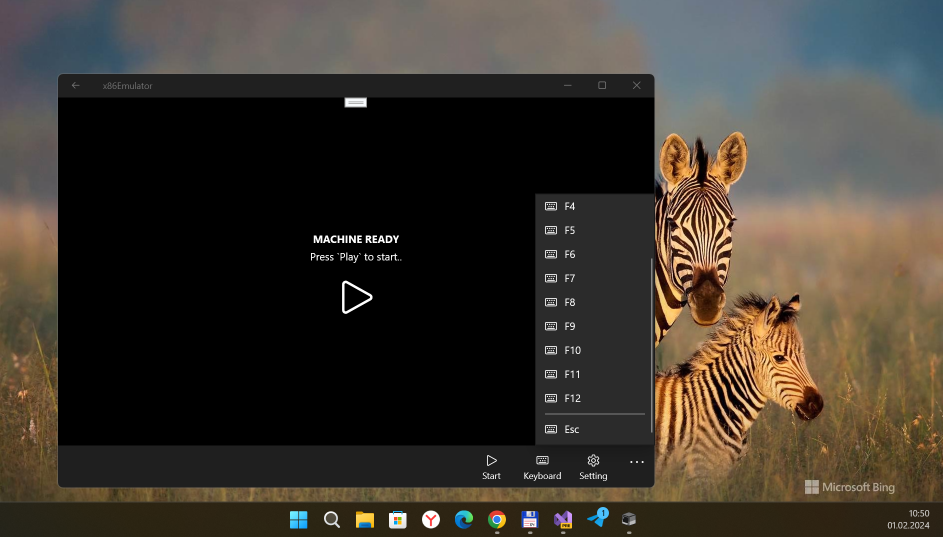 x86Emulator
MACHINE READY
Press `Play` to start..
F4
F5
F6
F7
F8
F9
F10
F11
F12
Esc
Start
Keyboard
Setting
Microsoft Bing
1
10:50
01.02.2024